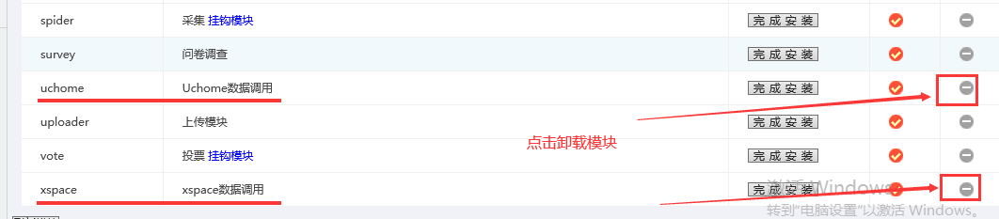 spider 采集 挂钩模块 完 成 安 装
survey 问卷调查 完 成 安 装
uchome Uchome数据调用 完 成 安 装
uploader 上传模块 完 成 安 装
点击卸载模块
vote 投票 挂钩模块 完 成 安 装
xspace xspace数据调用 完 成 安 装
激活 Windows
转到"电脑设置"以激活 Windows。